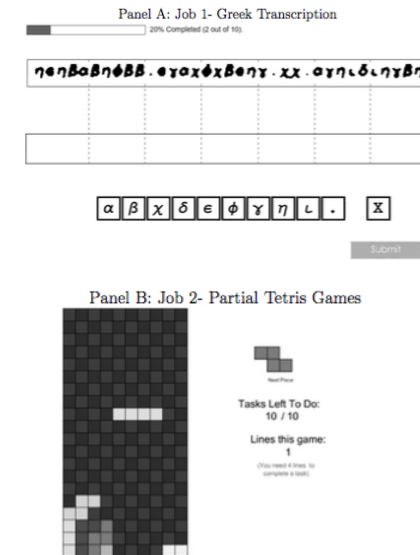 Panel A: Job 1- Greek Transcription
20% Completed (2 out of 10).
ηϵηβαβηϕββ.ϵγαχϕχβϵηγ.χχ.αγηιδιηγβη
α β χ δ ϵ ϕ γ η ι . X
Submit
Panel B: Job 2- Partial Tetris Games
Next Piece
Tasks Left To Do:
10 / 10
Lines this game:
1
(You need 4 lines to
complete a task)